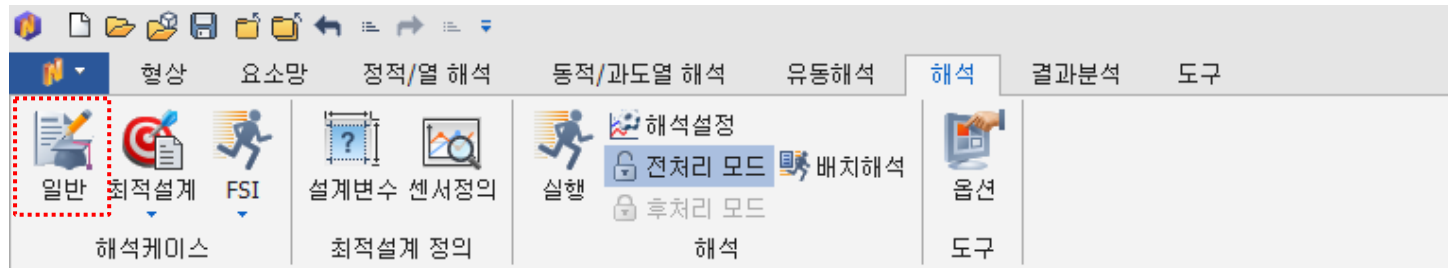 형상 요소망 정적/열 해석 동적/과도열 해석 유동해석 해석 결과분석 도구
일반 최적설계 FSI 설계변수 센서정의 실행 해석설정 전처리 모드 후처리 모드 배치해석 옵션
해석케이스 최적설계 정의 해석 도구